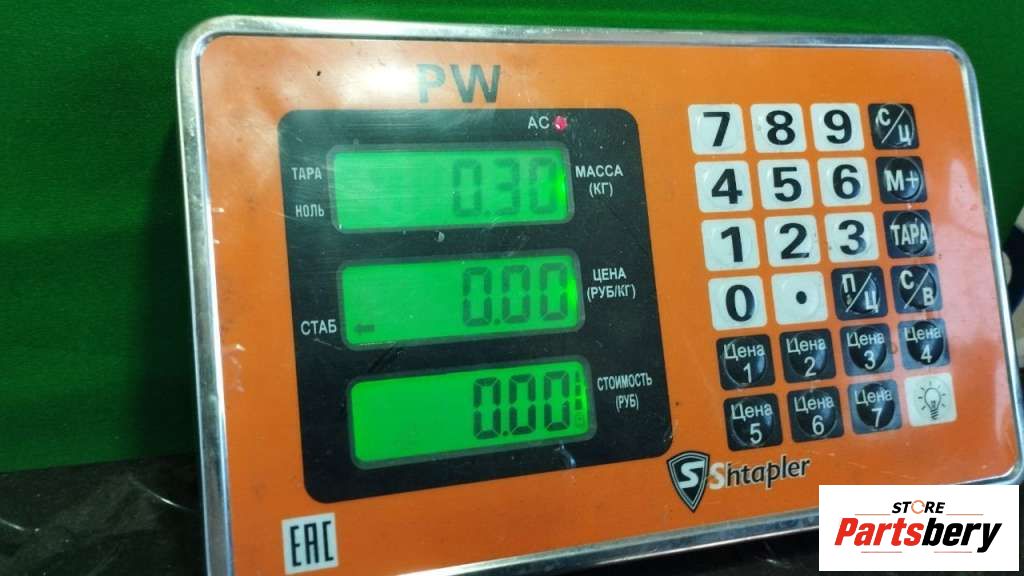 PW
AC
ТАРА
НОЛЬ
0.30
МАССА
(КГ)
СТАБ
0.00
ЦЕНА
(РУБ/КГ)
0.00
СТОИМОСТЬ
(РУБ)
7 8 9 С/Ц
4 5 6 М+
1 2 3 ТАРА
0 . П/Ц С/В
Цена 1 Цена 2 Цена 3 Цена 4
Цена 5 Цена 6 Цена 7
S Shtapler
EAC
STORE
Partsbery